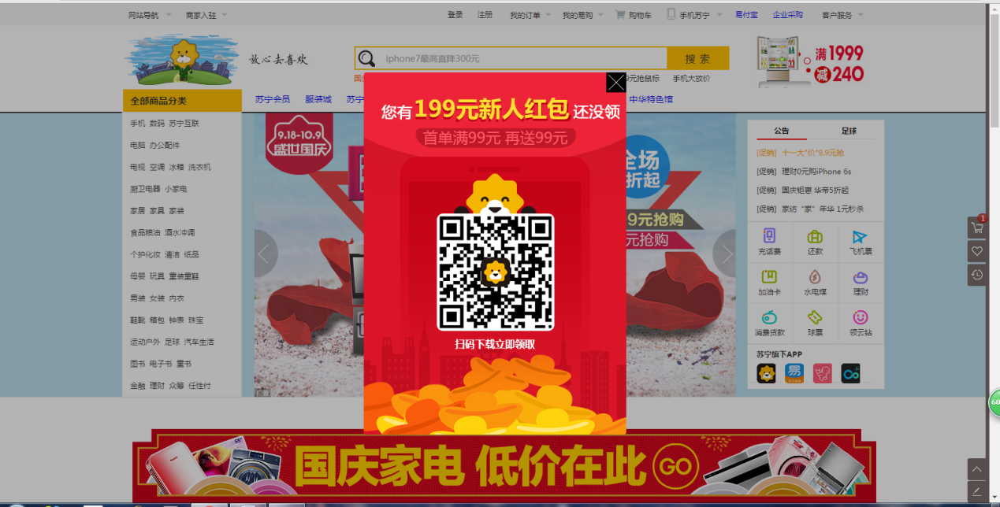 网站导航 商家入驻 登录 注册 我的订单 我的易购 购物车 手机苏宁 易付宝 企业采购 客户服务
放心去喜欢
iphone7最高直降300元
搜 索
满1999
减240
9元抢鼠标 手机大放价
全部商品分类
苏宁会员 服装城 苏宁
中华特色馆
手机 数码 苏宁互联
电脑 办公配件
电视 空调 冰箱 洗衣机
厨卫电器 小家电
家居 家具 家装
食品粮油 酒水冲调
个护化妆 清洁 纸品
母婴 玩具 童装童鞋
男装 女装 内衣
鞋靴 箱包 钟表 珠宝
运动户外 足球 汽车生活
图书 电子书 童书
金融 理财 众筹 任性付
9.18-10.9
盛世国庆
您有199元新人红包还没领
首单满99元 再送99元
扫码下载立即领取
全场
折起
9元抢购
元抢购
公告 足球
[促销] 十一大"价"9.9元抢
[促销] 理财0元购iPhone 6s
[促销] 国庆钜惠 华帝5折起
[促销] 家纺"家"年华 1元秒杀
充话费 还款 飞机票
加油卡 水电煤 理财
消费贷款 球票 领云钻
苏宁旗下APP
易
1
60
国庆家电 低价在此 GO